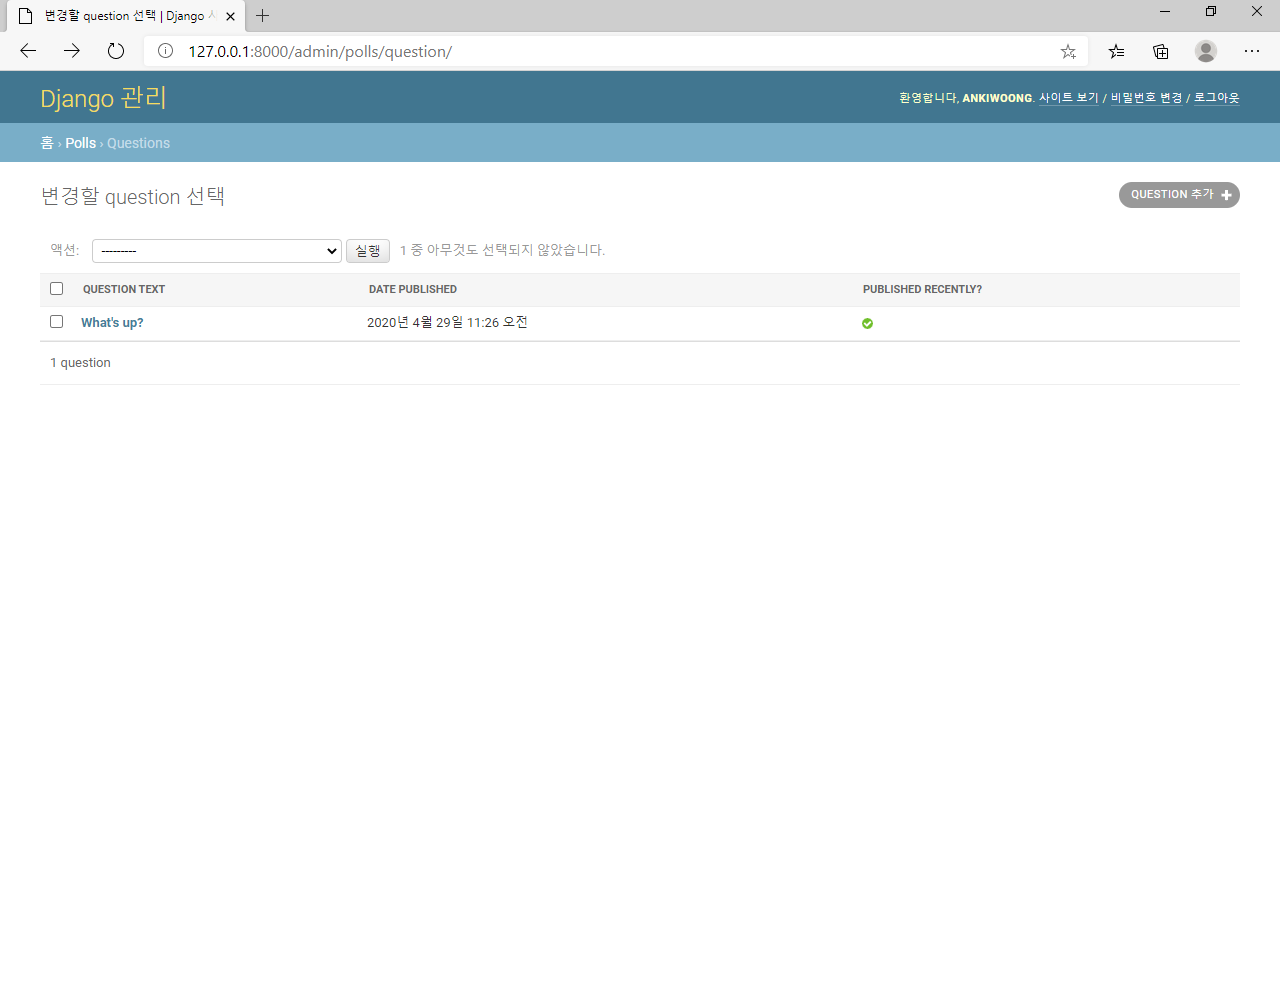 변경할 question 선택 | Django
127.0.0.1:8000/admin/polls/question/
Django 관리
환영합니다, ANKIWOONG. 사이트 보기 / 비밀번호 변경 / 로그아웃
홈 › Polls › Questions
변경할 question 선택
QUESTION 추가
액션: --------- 실행 1 중 아무것도 선택되지 않았습니다.
QUESTION TEXT DATE PUBLISHED PUBLISHED RECENTLY?
What's up? 2020년 4월 29일 11:26 오전
1 question